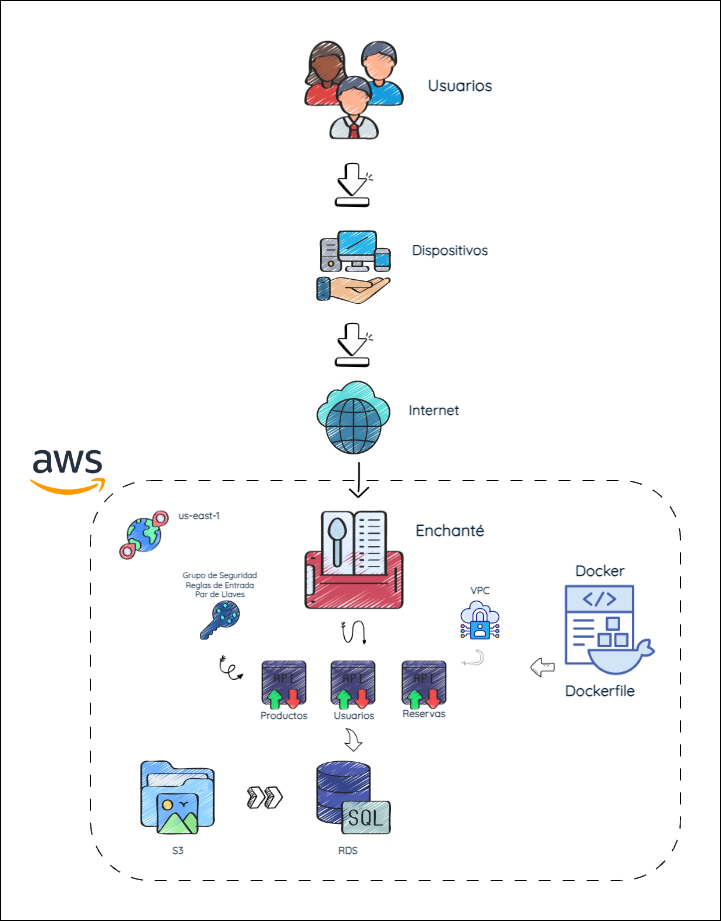 Usuarios
Dispositivos
Internet
aws
us-east-1
Enchanté
Grupo de Seguridad
Reglas de Entrada
Par de Llaves
VPC
Docker
</>
Dockerfile
API
API
API
Productos
Usuarios
Reservas
SQL
S3
RDS